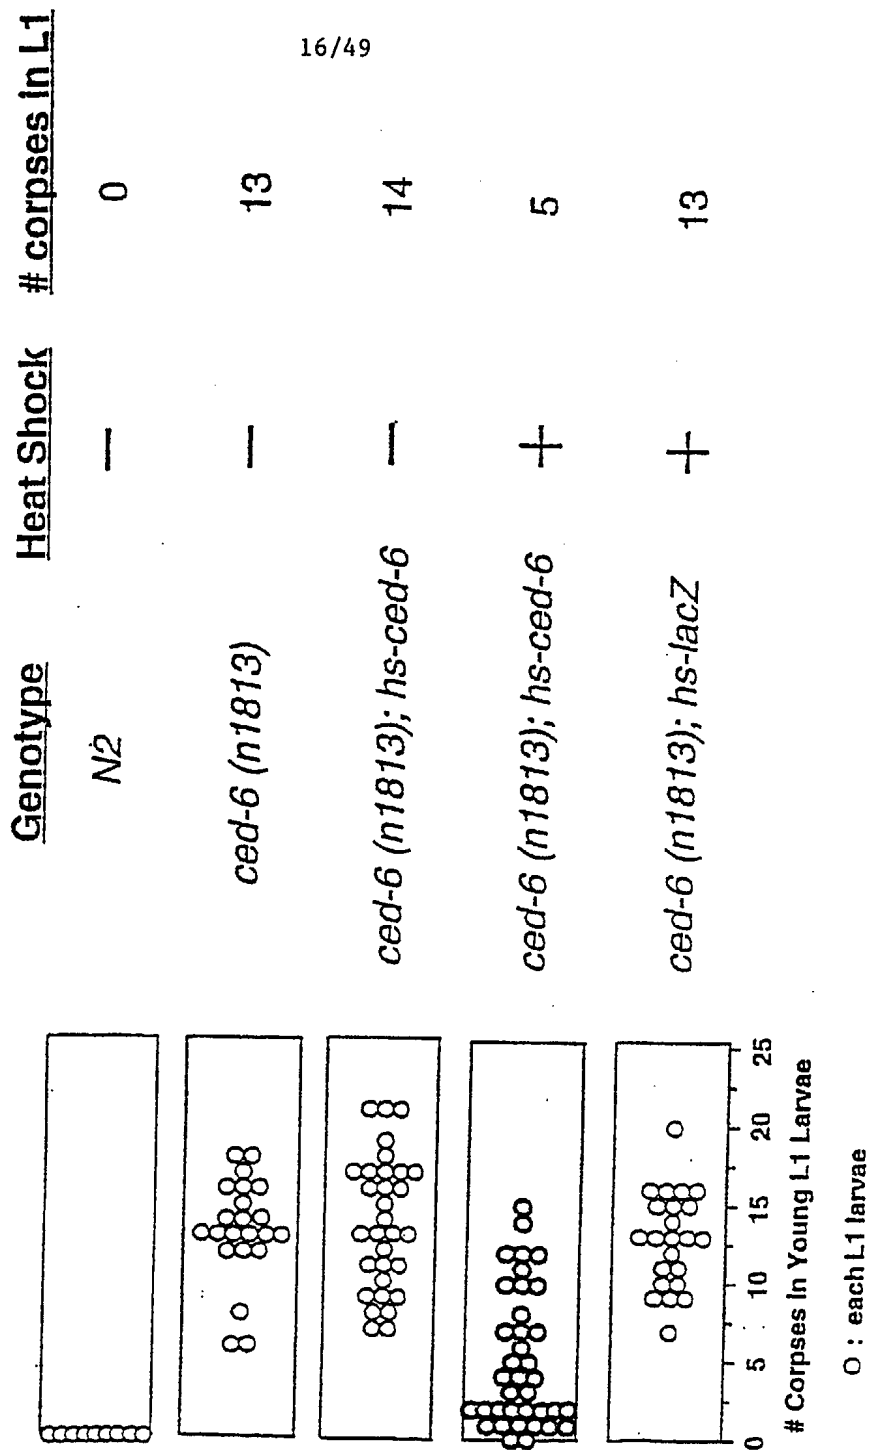 16/49
Genotype Heat Shock # corpses in L1
N2 — 0
ced-6 (n1813) — 13
ced-6 (n1813); hs-ced-6 — 14
ced-6 (n1813); hs-ced-6 + 5
ced-6 (n1813); hs-lacZ + 13
0 5 10 15 20 25
# Corpses In Young L1 Larvae
O : each L1 larvae